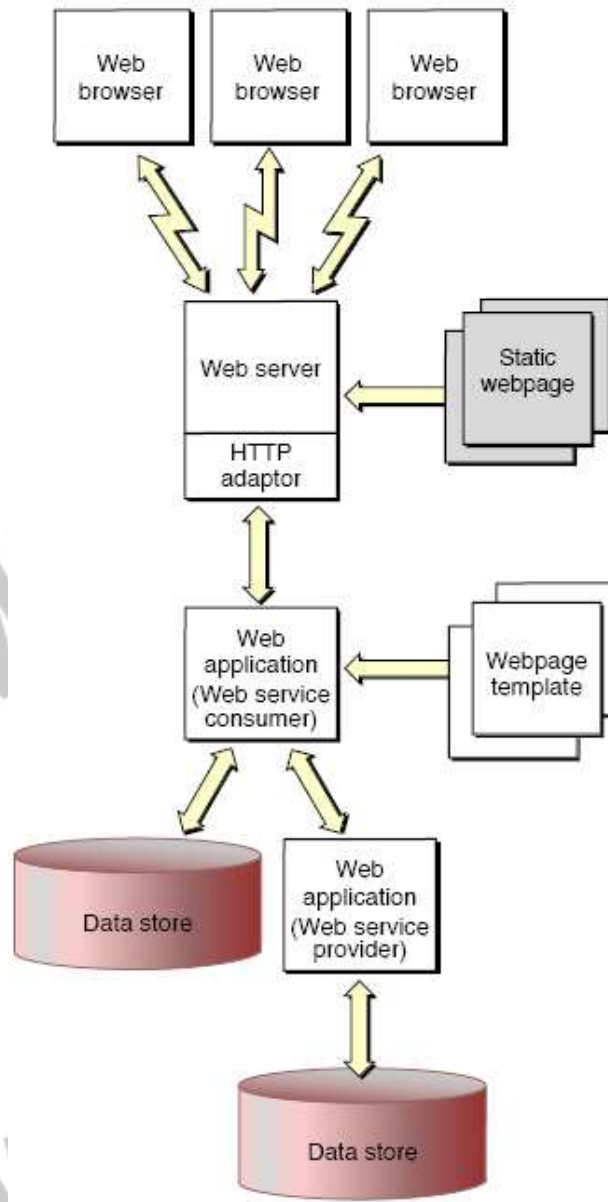 Web
browser
Web
browser
Web
browser
Web server
HTTP
adaptor
Static
webpage
Web
application
(Web service
consumer)
Webpage
template
Data store
Web
application
(Web service
provider)
Data store